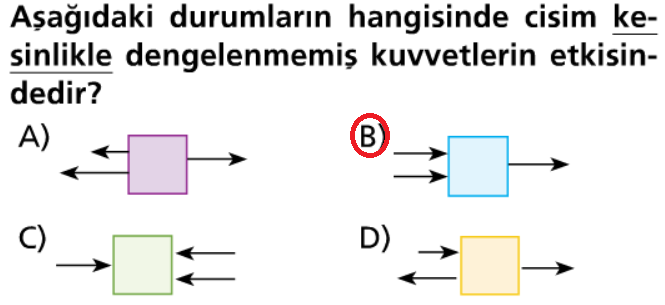 Aşağıdaki durumların hangisinde cisim ke-
sinlikle dengelenmemiş kuvvetlerin etkisin-
dedir?
A)
B)
C)
D)